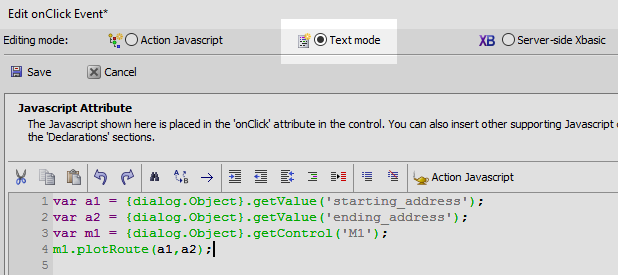 Edit onClick Event*
Editing mode: Action Javascript Text mode XB Server-side Xbasic
Save Cancel
Javascript Attribute
The Javascript shown here is placed in the 'onClick' attribute in the control. You can also insert other supporting Javascript
the 'Declarations' sections.
Action Javascript
1 var a1 = {dialog.Object}.getValue('starting_address');
2 var a2 = {dialog.Object}.getValue('ending_address');
3 var m1 = {dialog.Object}.getControl('M1');
4 m1.plotRoute(a1,a2);
5